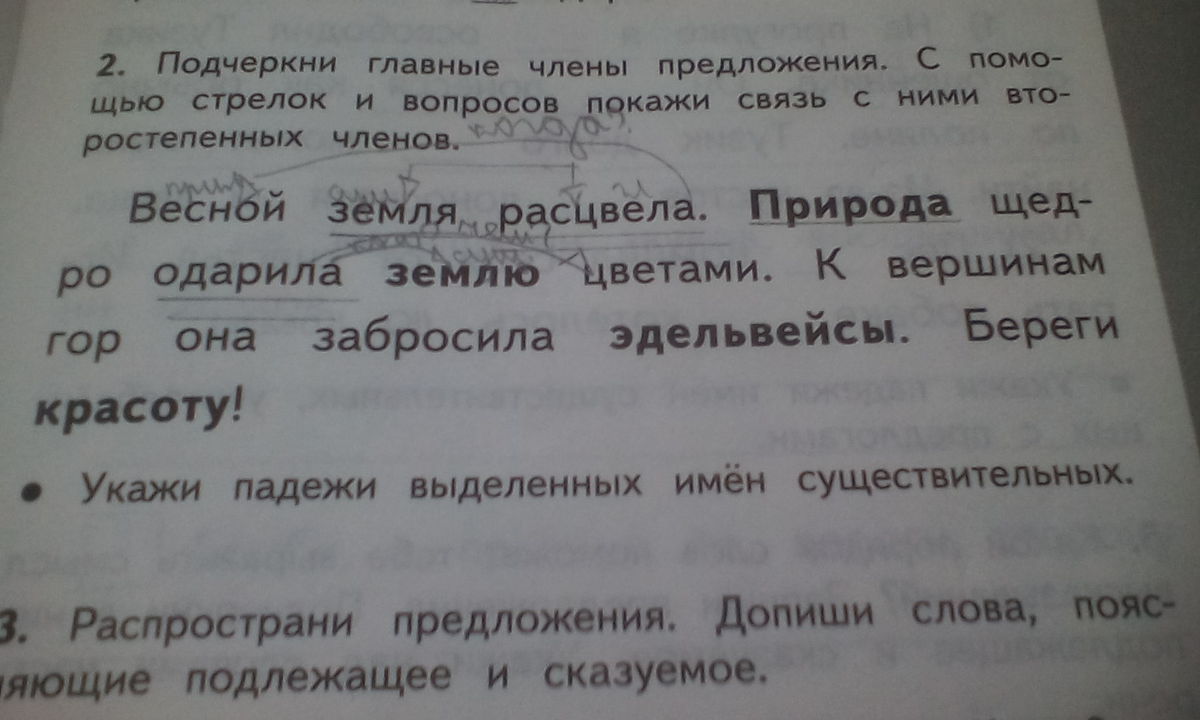 2. Подчеркни главные члены предложения. С помо-
щью стрелок и вопросов покажи связь с ними вто-
ростепенных членов. когда?
Весной земля расцвела. Природа щед-
ро одарила землю цветами. К вершинам
гор она забросила эдельвейсы. Береги
красоту!
• Укажи падежи выделенных имён существительных.
3. Распространи предложения. Допиши слова, пояс-
няющие подлежащее и сказуемое.